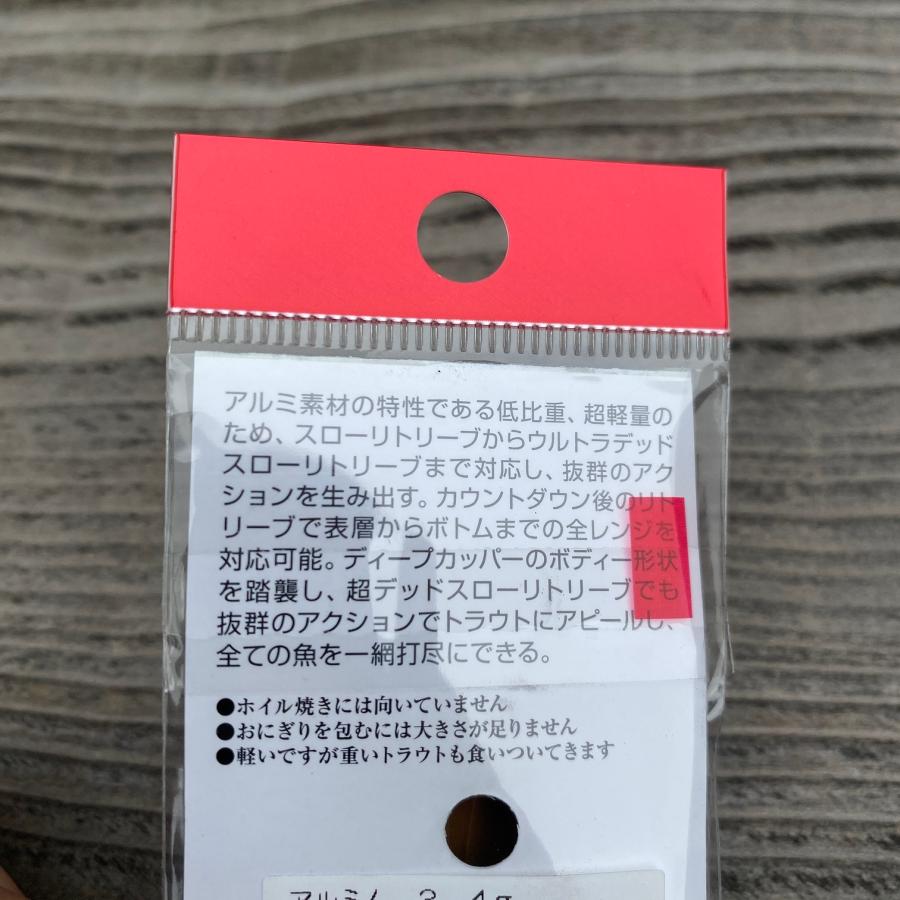 アルミ素材の特性である低比重、超軽量の
ため、スローリトリーブからウルトラデッド
スローリトリーブまで対応し、抜群のアク
ションを生み出す。カウントダウン後のリト
リーブで表層からボトムまでの全レンジを
対応可能。ディープカッパーのボディー形状
を踏襲し、超デッドスローリトリーブでも
抜群のアクションでトラウトにアピールし、
全ての魚を一網打尽にできる。
●ホイル焼きには向いていません
●おにぎりを包むには大きさが足りません
●軽いですが重いトラウトも食いついてきます